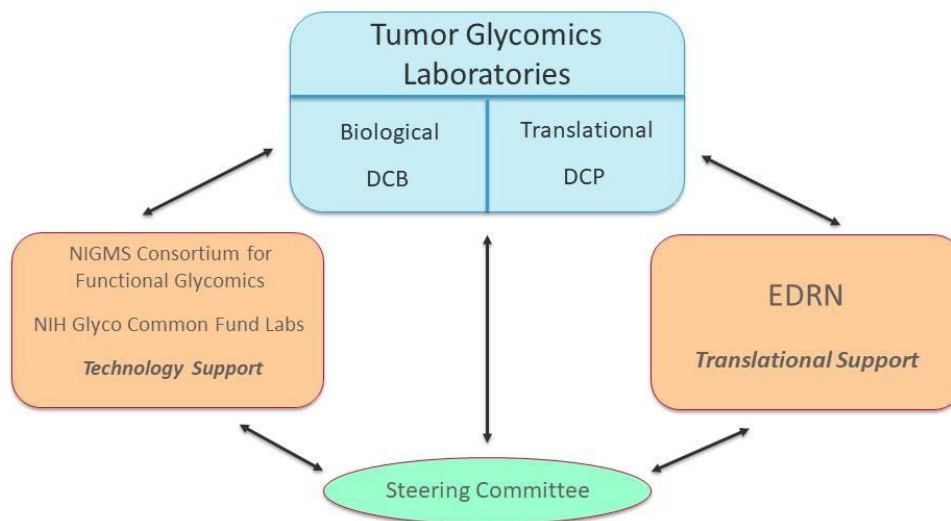 Tumor Glycomics
Laboratories
Biological
DCB
Translational
DCP
NIGMS Consortium for
Functional Glycomics
NIH Glyco Common Fund Labs
Technology Support
EDRN
Translational Support
Steering Committee